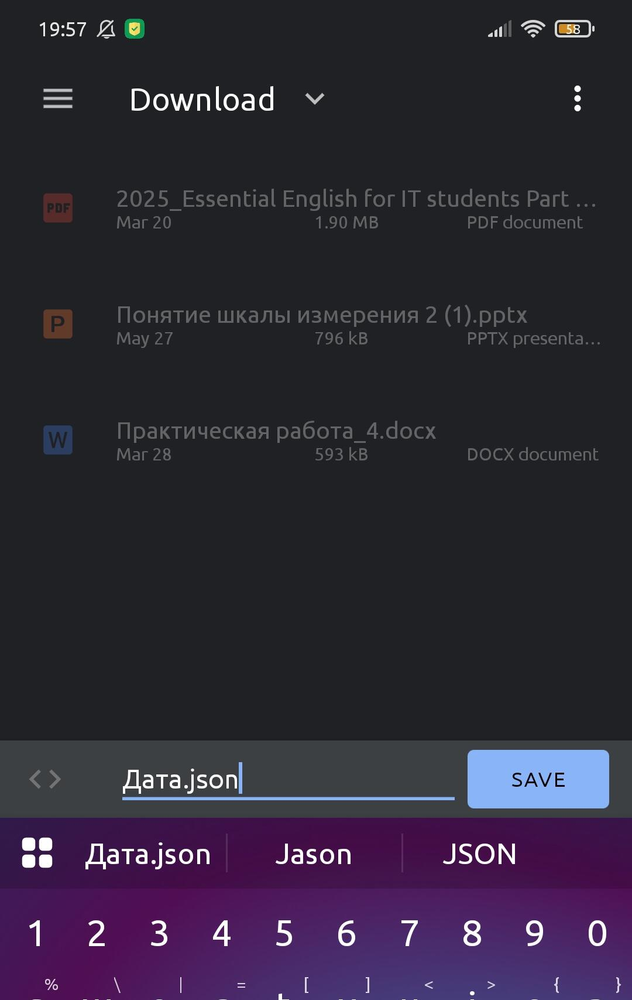 19:57
58
Download
PDF
2025_Essential English for IT students Part ...
Mar 20 1.90 MB PDF document
P
Понятие шкалы измерения 2 (1).pptx
May 27 796 kB PPTX presenta...
W
Практическая работа_4.docx
Mar 28 593 kB DOCX document
Дата.json
SAVE
Дата.json Jason JSON
1 2 3 4 5 6 7 8 9 0
% \ | = [ ] < > { }